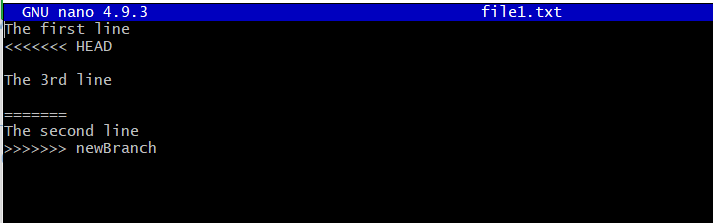 GNU nano 4.9.3 file1.txt
The first line
<<<<<<< HEAD
The 3rd line
=======
The second line
>>>>>>> newBranch